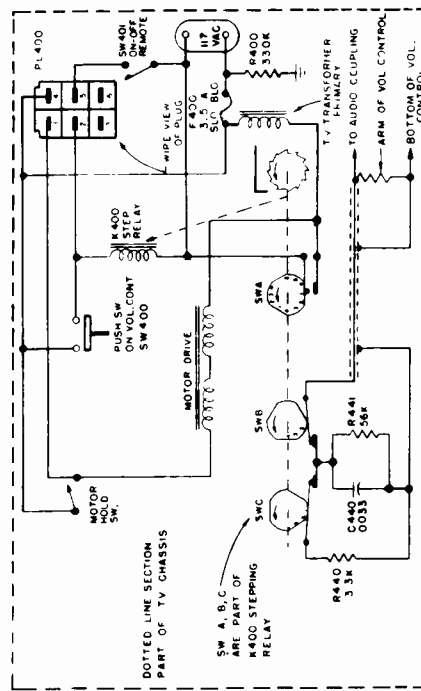 PL400
SW401
ON-OFF
REMOTE
117
VAC
F400
3.5 A
SLO BLO
R400
330K
"WIPE VIEW
OF PLUG"
K400
STEP
RELAY
TV TRANSFORMER
PRIMARY
PUSH SW
ON VOL. CONT
SW400
MOTOR DRIVE
MOTOR
HOLD
SW.
TO AUDIO COUPLING
ARM OF VOL CONTROL
BOTTOM OF VOL.
CONTROL
SWA
SWB
SWC
DOTTED LINE SECTION
PART OF TV CHASSIS
SW A, B, C
ARE PART OF
K400 STEPPING
RELAY
R441
56K
C440
.0033
R440
3.3K